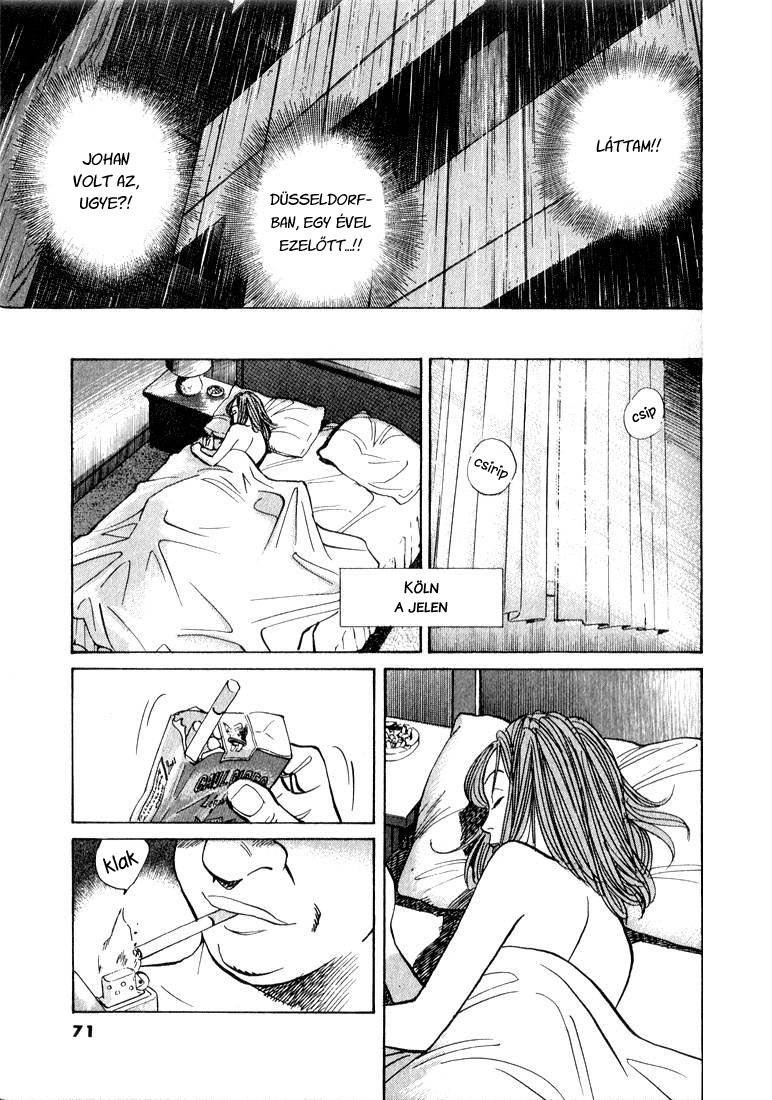 LÁTTAM!!
DÜSSELDORF-
BAN, EGY ÉVEL
EZELŐTT...!!
JOHAN
VOLT AZ,
UGYE?!
csip
csirip
KÖLN
A JELEN
klak
71